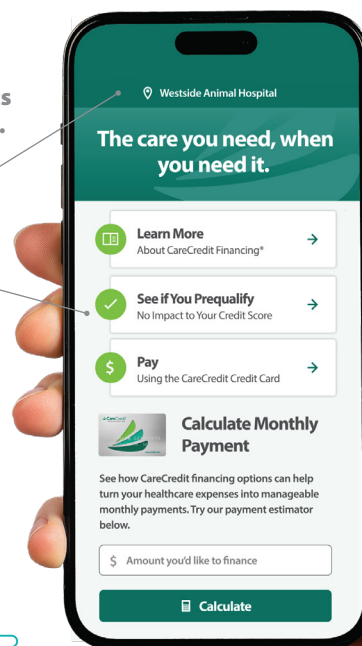 s
.
Westside Animal Hospital
The care you need, when
you need it.
Learn More
About CareCredit Financing*
See if You Prequalify
No Impact to Your Credit Score
$
Pay
Using the CareCredit Credit Card
CareCredit
Calculate Monthly
Payment
See how CareCredit financing options can help
turn your healthcare expenses into manageable
monthly payments. Try our payment estimator
below.
$ Amount you'd like to finance
Calculate